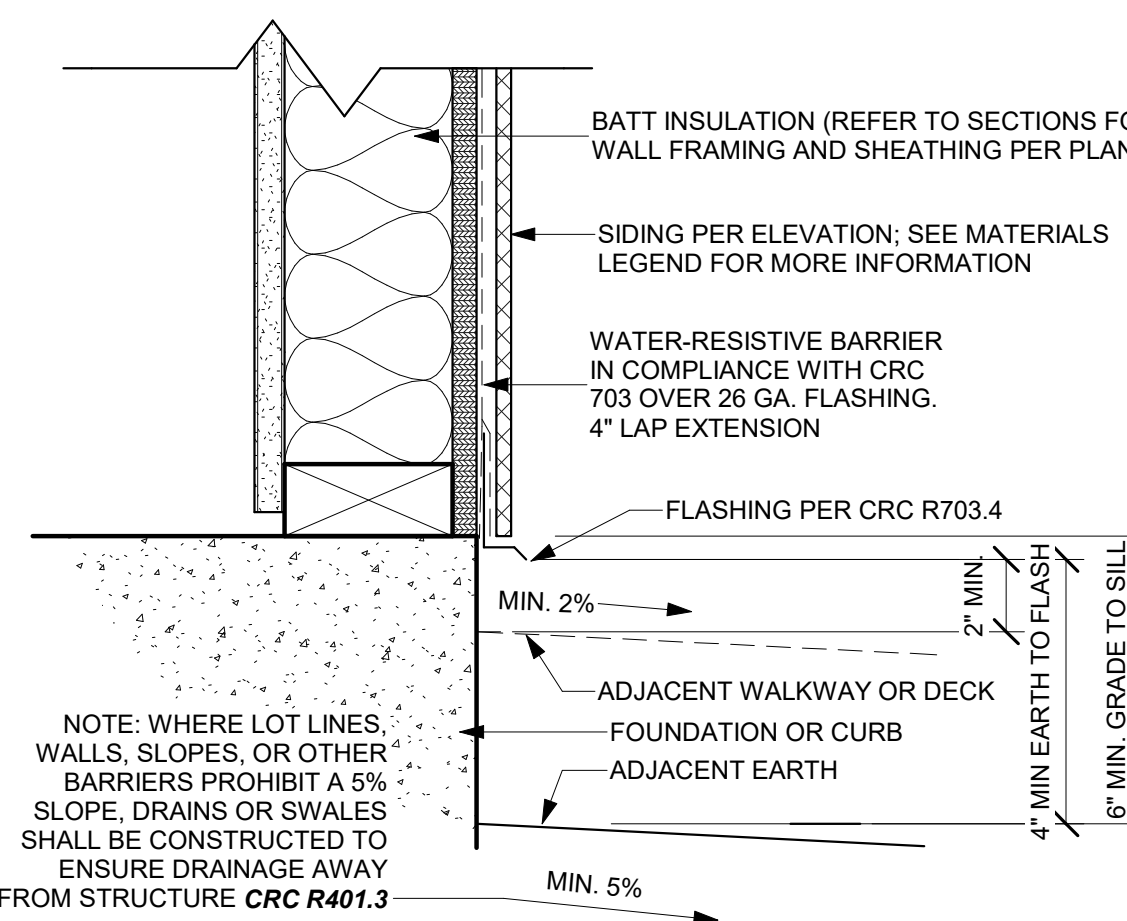 BATT INSULATION (REFER TO SECTIONS
WALL FRAMING AND SHEATHING PER
SIDING PER ELEVATION; SEE MATERIALS
LEGEND FOR MORE INFORMATION
WATER-RESISTIVE BARRIER
IN COMPLIANCE WITH CRC
703 OVER 26 GA. FLASHING.
4" LAP EXTENSION
FLASHING PER CRC R703.4
MIN. 2%
2" MIN.
4" MIN EARTH TO FLASH
6" MIN. GRADE TO SILL
ADJACENT WALKWAY OR DECK
FOUNDATION OR CURB
ADJACENT EARTH
NOTE: WHERE LOT LINES,
WALLS, SLOPES, OR OTHER
BARRIERS PROHIBIT A 5%
SLOPE, DRAINS OR SWALES
SHALL BE CONSTRUCTED TO
ENSURE DRAINAGE AWAY
FROM STRUCTURE CRC R401.3
MIN. 5%